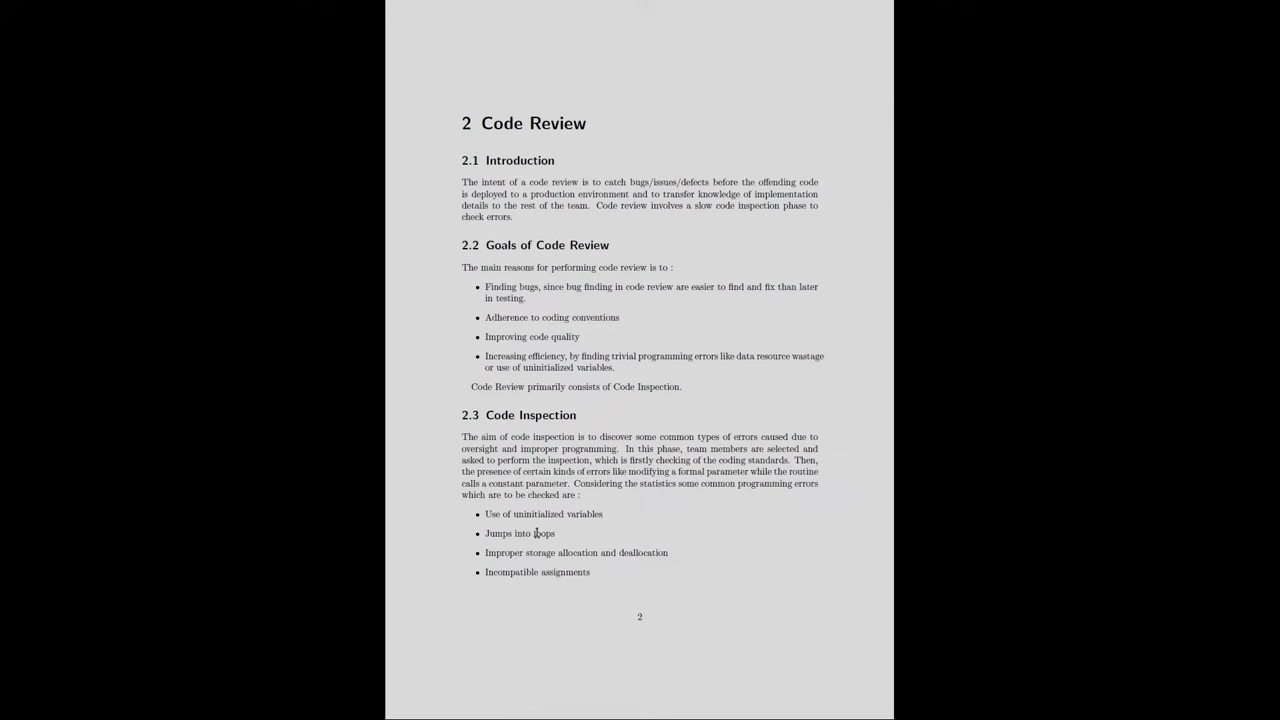 2 Code Review
2.1 Introduction
The intent of a code review is to catch bugs/issues/defects before the offending code
is deployed to a production environment and to transfer knowledge of implementation
details to the rest of the team. Code review involves a slow code inspection phase to
check errors.
2.2 Goals of Code Review
The main reasons for performing code review is to :
• Finding bugs, since bug finding in code review are easier to find and fix than later
in testing.
• Adherence to coding conventions
• Improving code quality
• Increasing efficiency, by finding trivial programming errors like data resource wastage
or use of uninitialized variables.
Code Review primarily consists of Code Inspection.
2.3 Code Inspection
The aim of code inspection is to discover some common types of errors caused due to
oversight and improper programming. In this phase, team members are selected and
asked to perform the inspection, which is firstly checking of the coding standards. Then,
the presence of certain kinds of errors like modifying a formal parameter while the routine
calls a constant parameter. Considering the statistics some common programming errors
which are to be checked are :
• Use of uninitialized variables
• Jumps into loops
• Improper storage allocation and deallocation
• Incompatible assignments
2